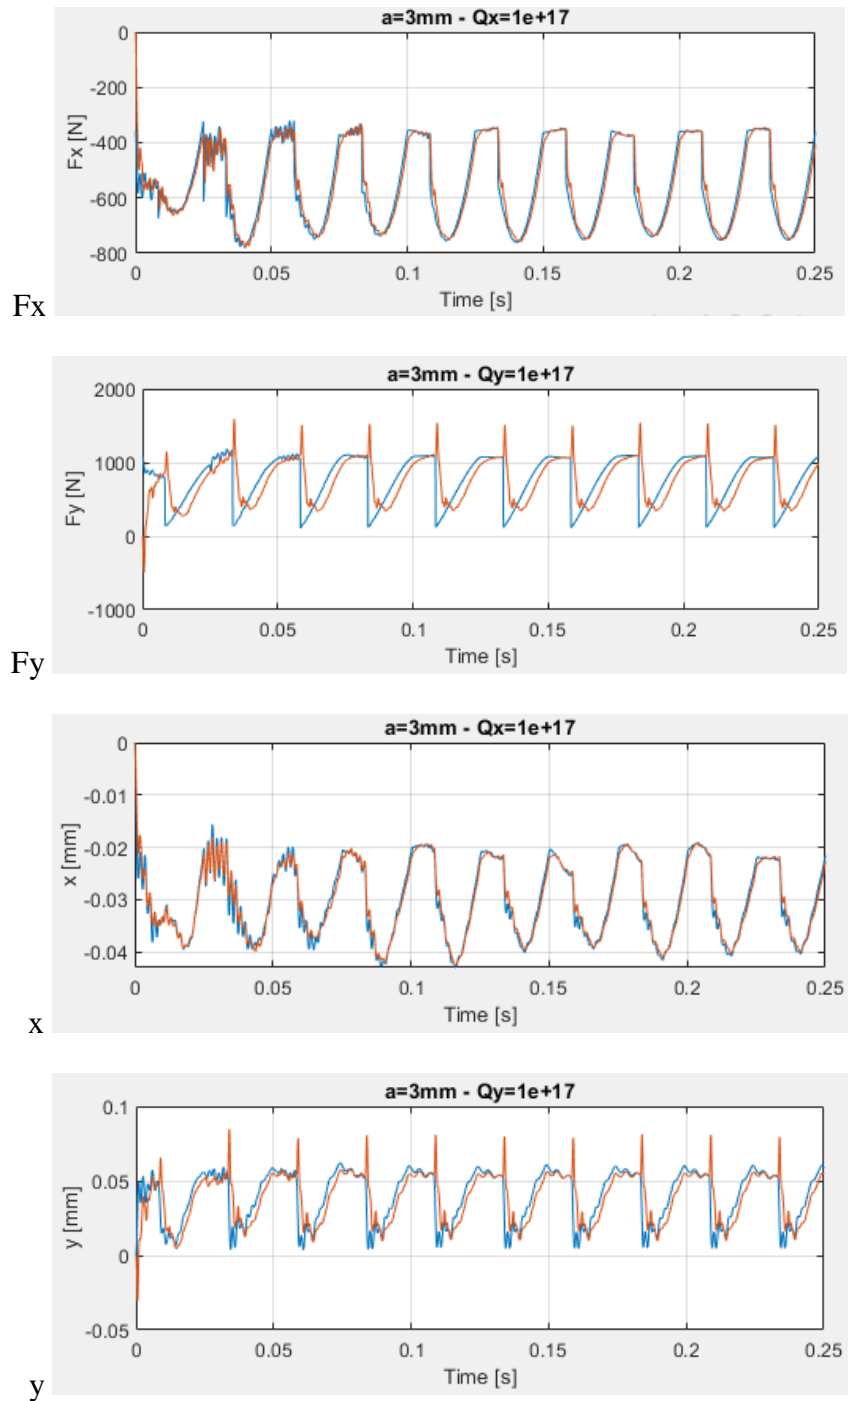 a=3mm - Qx=1e+17
0
-200
-400
-600
-800
Fx [N]
0 0.05 0.1 0.15 0.2 0.25
Time [s]
Fx
a=3mm - Qy=1e+17
2000
1000
0
-1000
Fy [N]
0 0.05 0.1 0.15 0.2 0.25
Time [s]
Fy
a=3mm - Qx=1e+17
0
-0.01
-0.02
-0.03
-0.04
x [mm]
0 0.05 0.1 0.15 0.2 0.25
Time [s]
x
a=3mm - Qy=1e+17
0.1
0.05
0
-0.05
y [mm]
0 0.05 0.1 0.15 0.2 0.25
Time [s]
y